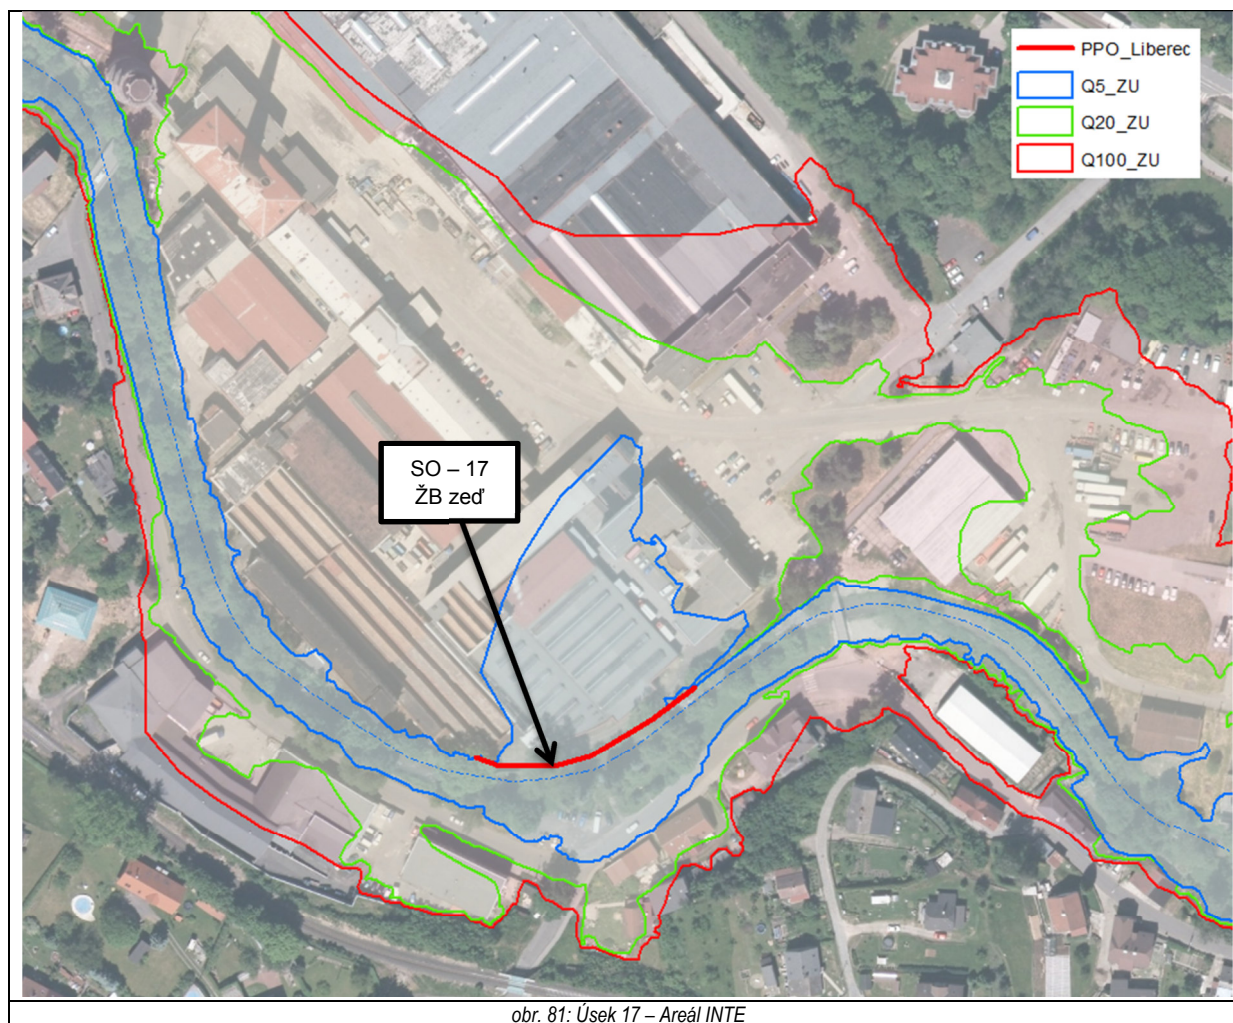 PPO_Liberec
Q5_ZU
Q20_ZU
Q100_ZU
SO – 17
ŽB zeď
obr. 81: Úsek 17 – Areál INTE